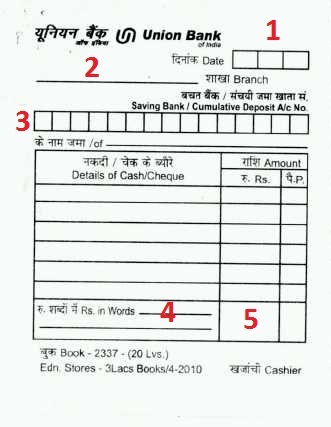 यूनियन बैंक Union Bank
ऑफ इंडिया of India
1
दिनांक Date
2
शाखा Branch
बचत बैंक / संचयी जमा खाता सं.
Saving Bank / Cumulative Deposit A/c No.
3
के नाम जमा /of
नकदी / चेक के ब्यौरे राशि Amount
Details of Cash/Cheque रु. Rs. पै.P.
रु. शब्दों में Rs. in Words 4 5
बुक Book - 2337 - (20 Lvs.)
Edn. Stores - 3Lacs Books/4-2010 खजांची Cashier